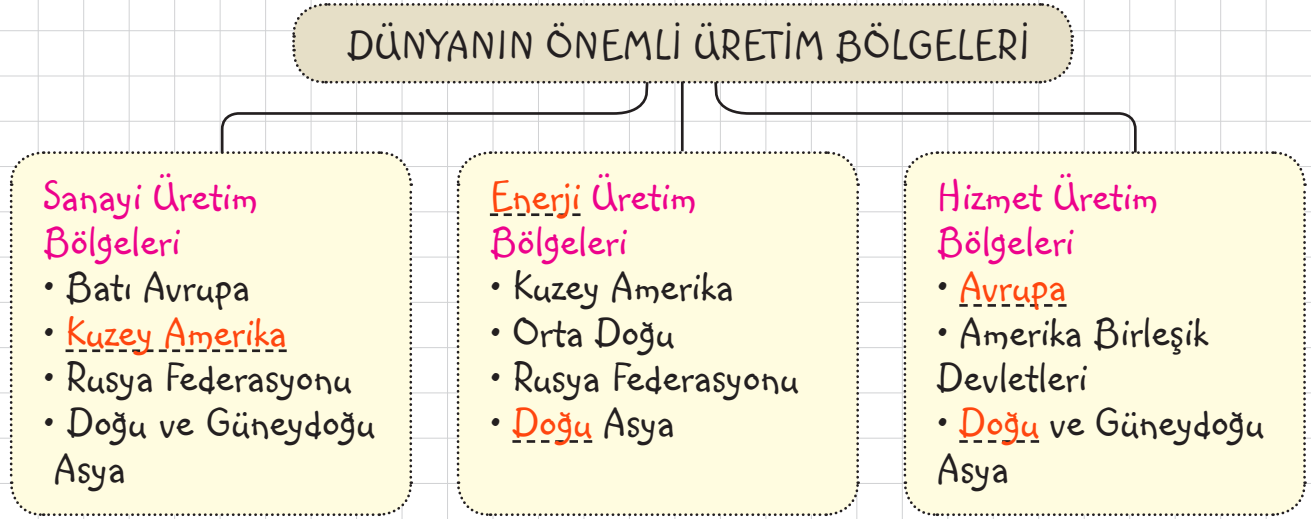 DÜNYANIN ÖNEMLİ ÜRETİM BÖLGELERİ
Sanayi Üretim
Bölgeleri
• Batı Avrupa
• Kuzey Amerika
• Rusya Federasyonu
• Doğu ve Güneydoğu
Asya
Enerji Üretim
Bölgeleri
• Kuzey Amerika
• Orta Doğu
• Rusya Federasyonu
• Doğu Asya
Hizmet Üretim
Bölgeleri
• Avrupa
• Amerika Birleşik
Devletleri
• Doğu ve Güneydoğu
Asya